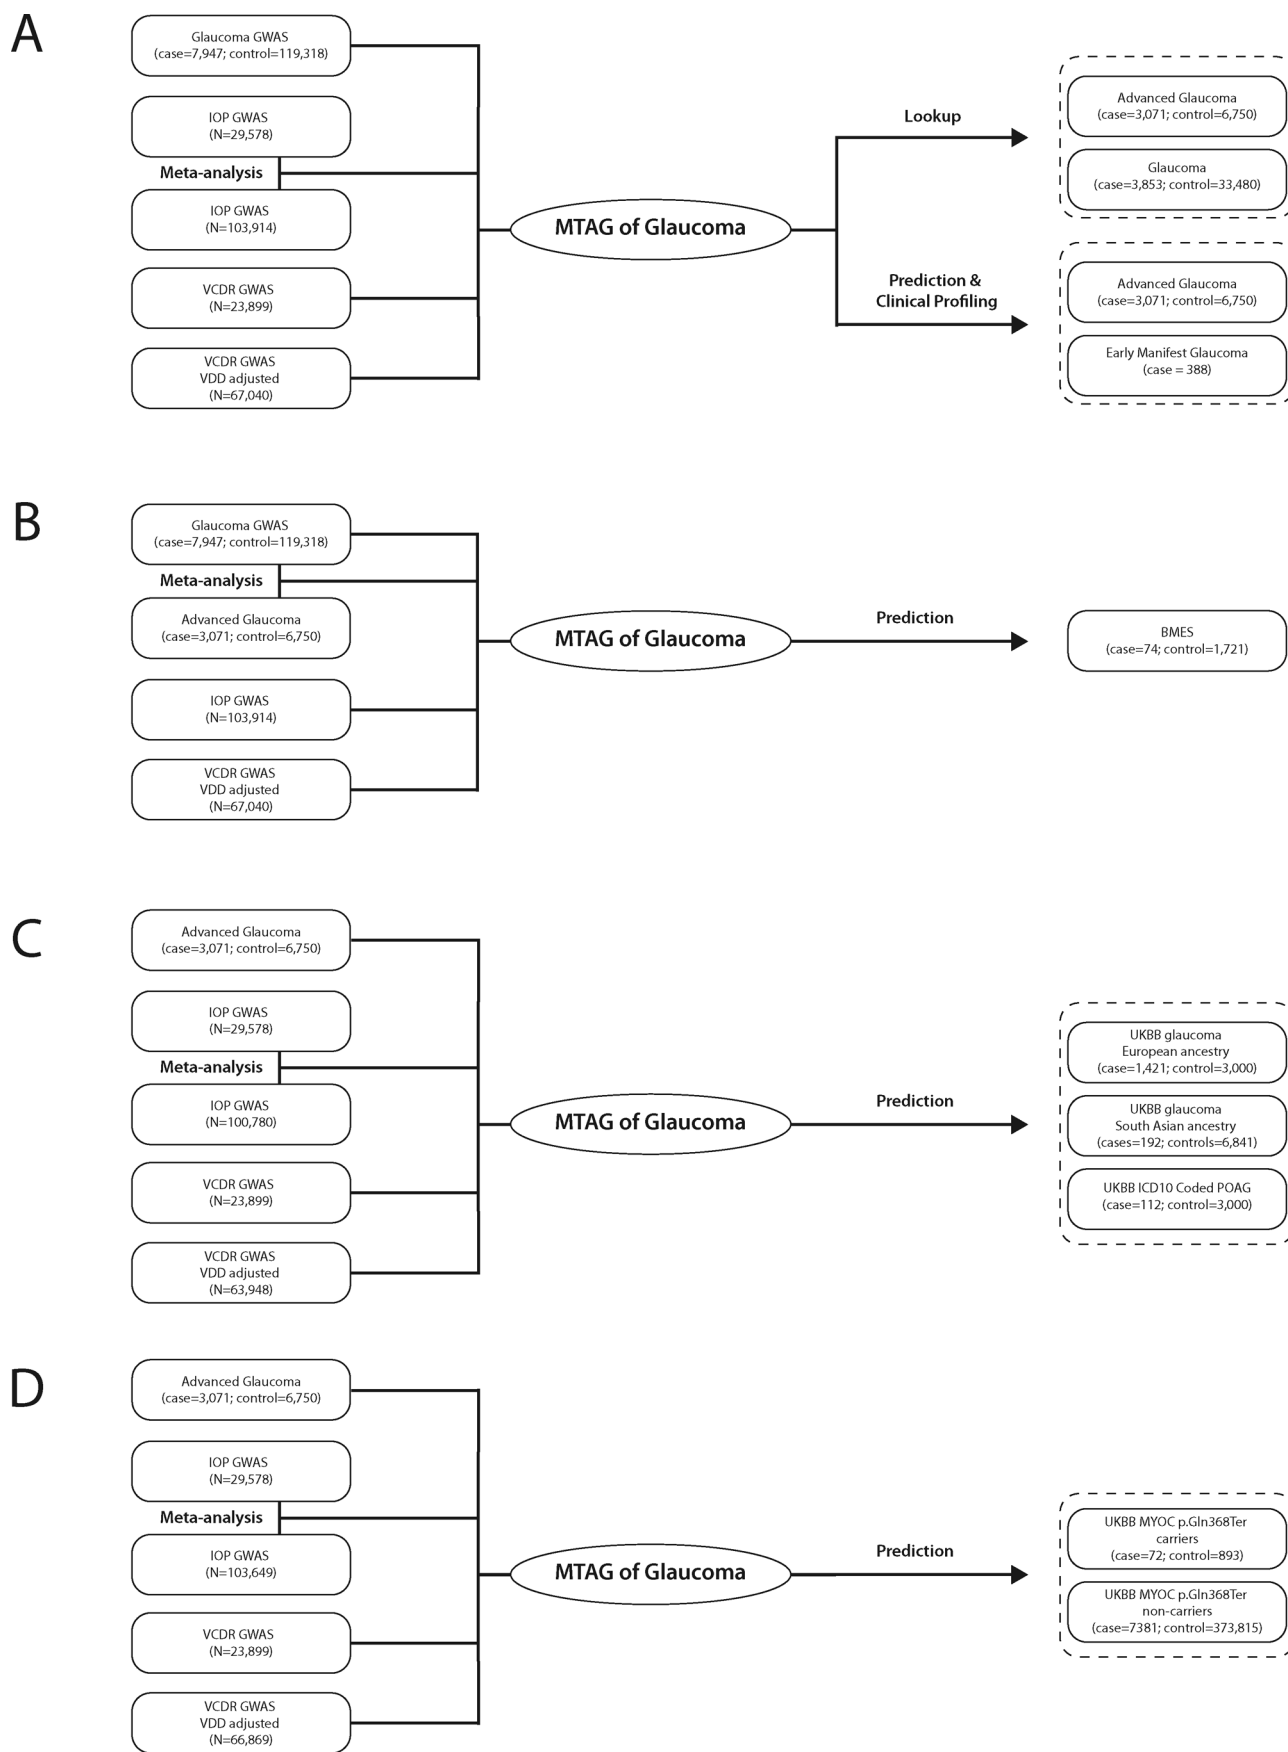 A
Glaucoma GWAS
(case=7,947; control=119,318)
IOP GWAS
(N=29,578)
Meta-analysis
IOP GWAS
(N=103,914)
VCDR GWAS
(N=23,899)
VCDR GWAS
VDD adjusted
(N=67,040)
MTAG of Glaucoma
Lookup
Advanced Glaucoma
(case=3,071; control=6,750)
Glaucoma
(case=3,853; control=33,480)
Prediction &
Clinical Profiling
Advanced Glaucoma
(case=3,071; control=6,750)
Early Manifest Glaucoma
(case = 388)
B
Glaucoma GWAS
(case=7,947; control=119,318)
Meta-analysis
Advanced Glaucoma
(case=3,071; control=6,750)
IOP GWAS
(N=103,914)
VCDR GWAS
VDD adjusted
(N=67,040)
MTAG of Glaucoma
Prediction
BMES
(case=74; control=1,721)
C
Advanced Glaucoma
(case=3,071; control=6,750)
IOP GWAS
(N=29,578)
Meta-analysis
IOP GWAS
(N=100,780)
VCDR GWAS
(N=23,899)
VCDR GWAS
VDD adjusted
(N=63,948)
MTAG of Glaucoma
Prediction
UKBB glaucoma
European ancestry
(case=1,421; control=3,000)
UKBB glaucoma
South Asian ancestry
(cases=192; controls=6,841)
UKBB ICD10 Coded POAG
(case=112; control=3,000)
D
Advanced Glaucoma
(case=3,071; control=6,750)
IOP GWAS
(N=29,578)
Meta-analysis
IOP GWAS
(N=103,649)
VCDR GWAS
(N=23,899)
VCDR GWAS
VDD adjusted
(N=66,869)
MTAG of Glaucoma
Prediction
UKBB MYOC p.Gln368Ter
carriers
(case=72; control=893)
UKBB MYOC p.Gln368Ter
non-carriers
(case=7381; control=373,815)